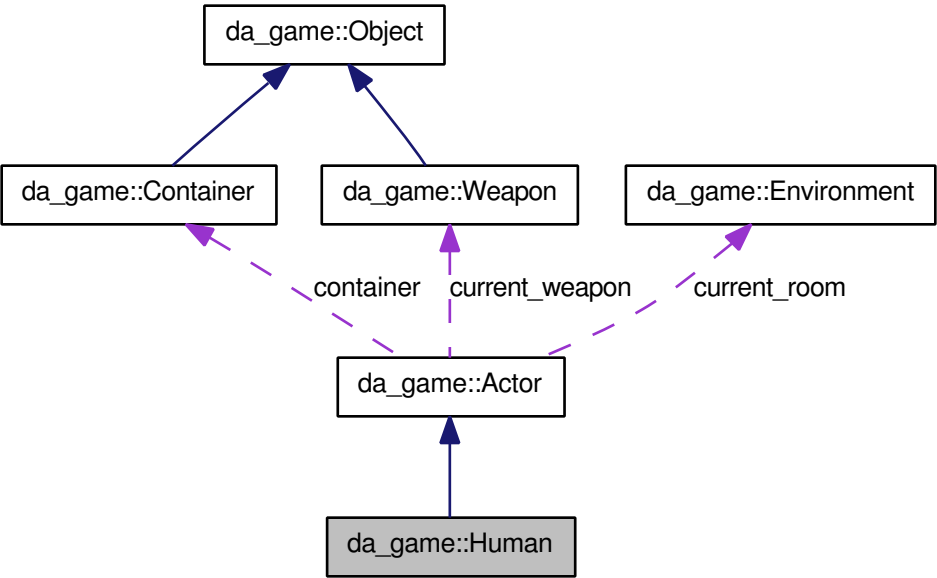 da_game::Object
da_game::Container
da_game::Weapon
da_game::Environment
container
current_weapon
current_room
da_game::Actor
da_game::Human